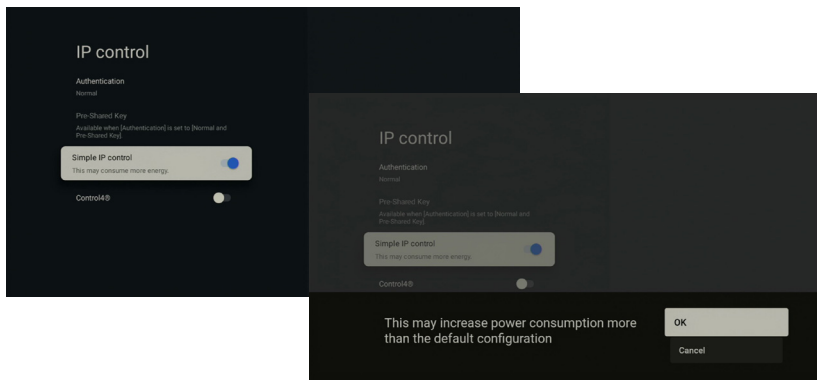 IP control
Authentication
Normal
Pre-Shared Key
Available when [Authentication] is set to [Normal and
Pre-Shared Key].
Simple IP control
This may consume more energy.
Control4®
IP control
Authentication
Normal
Pre-Shared Key
Available when [Authentication] is set to [Normal and
Pre-Shared Key].
Simple IP control
This may consume more energy.
Control4®
This may increase power consumption more
than the default configuration
OK
Cancel